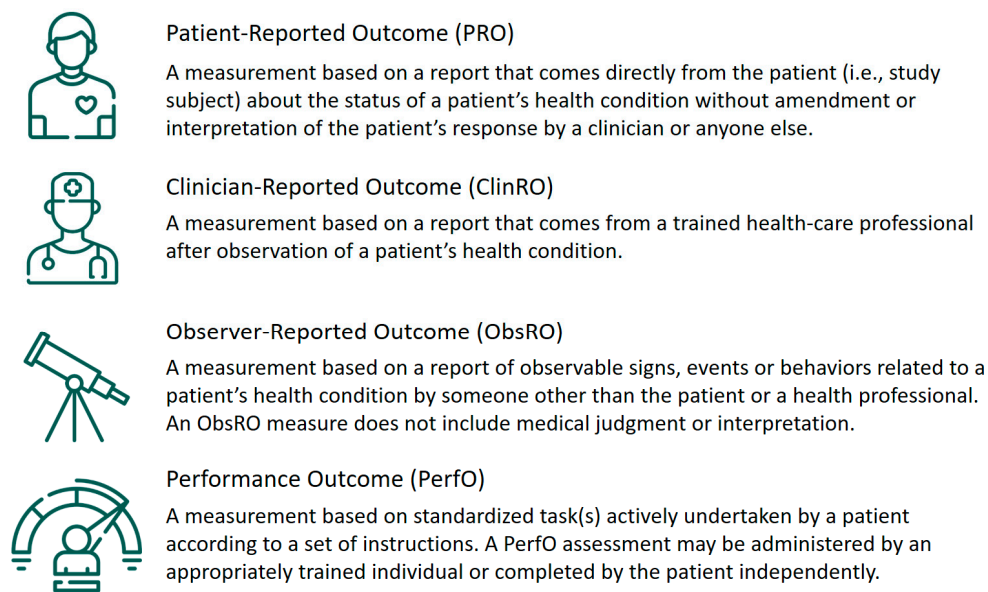 Patient-Reported Outcome (PRO)
A measurement based on a report that comes directly from the patient (i.e., study
subject) about the status of a patient's health condition without amendment or
interpretation of the patient's response by a clinician or anyone else.
Clinician-Reported Outcome (ClinRO)
A measurement based on a report that comes from a trained health-care professional
after observation of a patient's health condition.
Observer-Reported Outcome (ObsRO)
A measurement based on a report of observable signs, events or behaviors related to a
patient's health condition by someone other than the patient or a health professional.
An ObsRO measure does not include medical judgment or interpretation.
Performance Outcome (PerfO)
A measurement based on standardized task(s) actively undertaken by a patient
according to a set of instructions. A PerfO assessment may be administered by an
appropriately trained individual or completed by the patient independently.